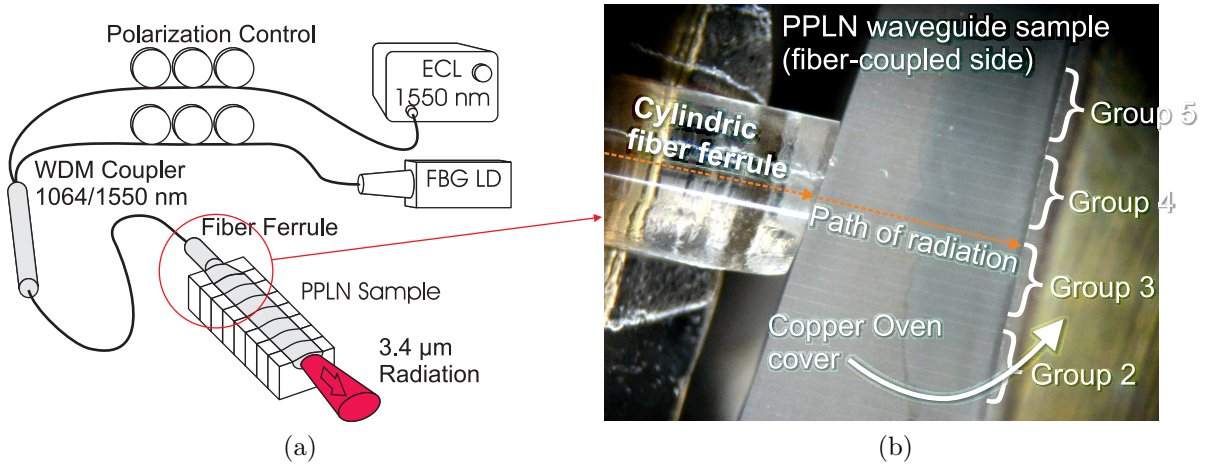 Polarization Control
ECL
1550 nm
WDM Coupler
1064/1550 nm
FBG LD
Fiber Ferrule
PPLN Sample
3.4 µm
Radiation
(a)
PPLN waveguide sample
(fiber-coupled side)
Cylindric
fiber ferrule
Group 5
Group 4
Path of radiation
Group 3
Copper Oven
cover
Group 2
(b)